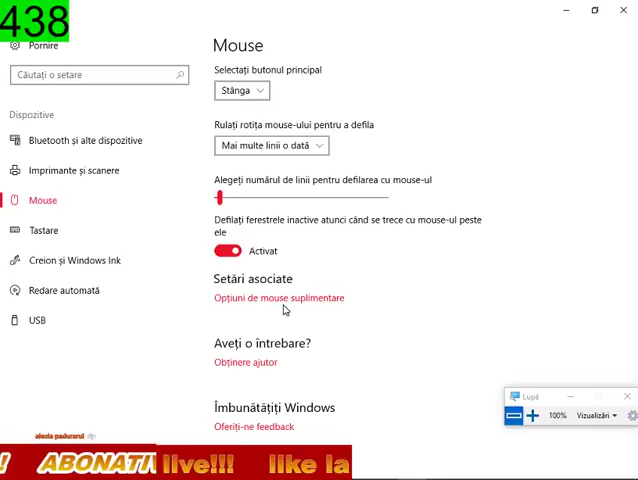 438
Pornire
Căutați o setare
Dispozitive
Bluetooth și alte dispozitive
Imprimante și scanere
Mouse
Tastare
Creion și Windows Ink
Redare automată
USB
Mouse
Selectați butonul principal
Stânga
Rulați rotița mouse-ului pentru a defila
Mai multe linii o dată
Alegeți numărul de linii pentru defilarea cu mouse-ul
Defilați ferestrele inactive atunci când se trece cu mouse-ul peste
ele
Activat
Setări asociate
Opțiuni de mouse suplimentare
Aveți o întrebare?
Obținere ajutor
Îmbunătățiți Windows
Oferiți-ne feedback
Lupă
100% Vizualizări
alexia padurarul
! ABONATI live!!! like la